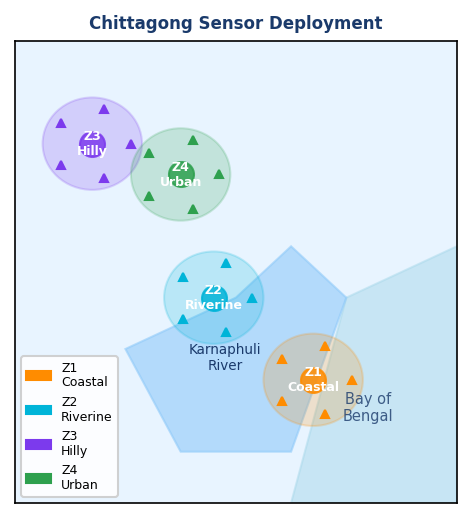 Chittagong Sensor Deployment
Z3
Hilly
Z4
Urban
Z2
Riverine
Karnaphuli
River
Z1
Coastal
Bay of
Bengal
Z1
Coastal
Z2
Riverine
Z3
Hilly
Z4
Urban